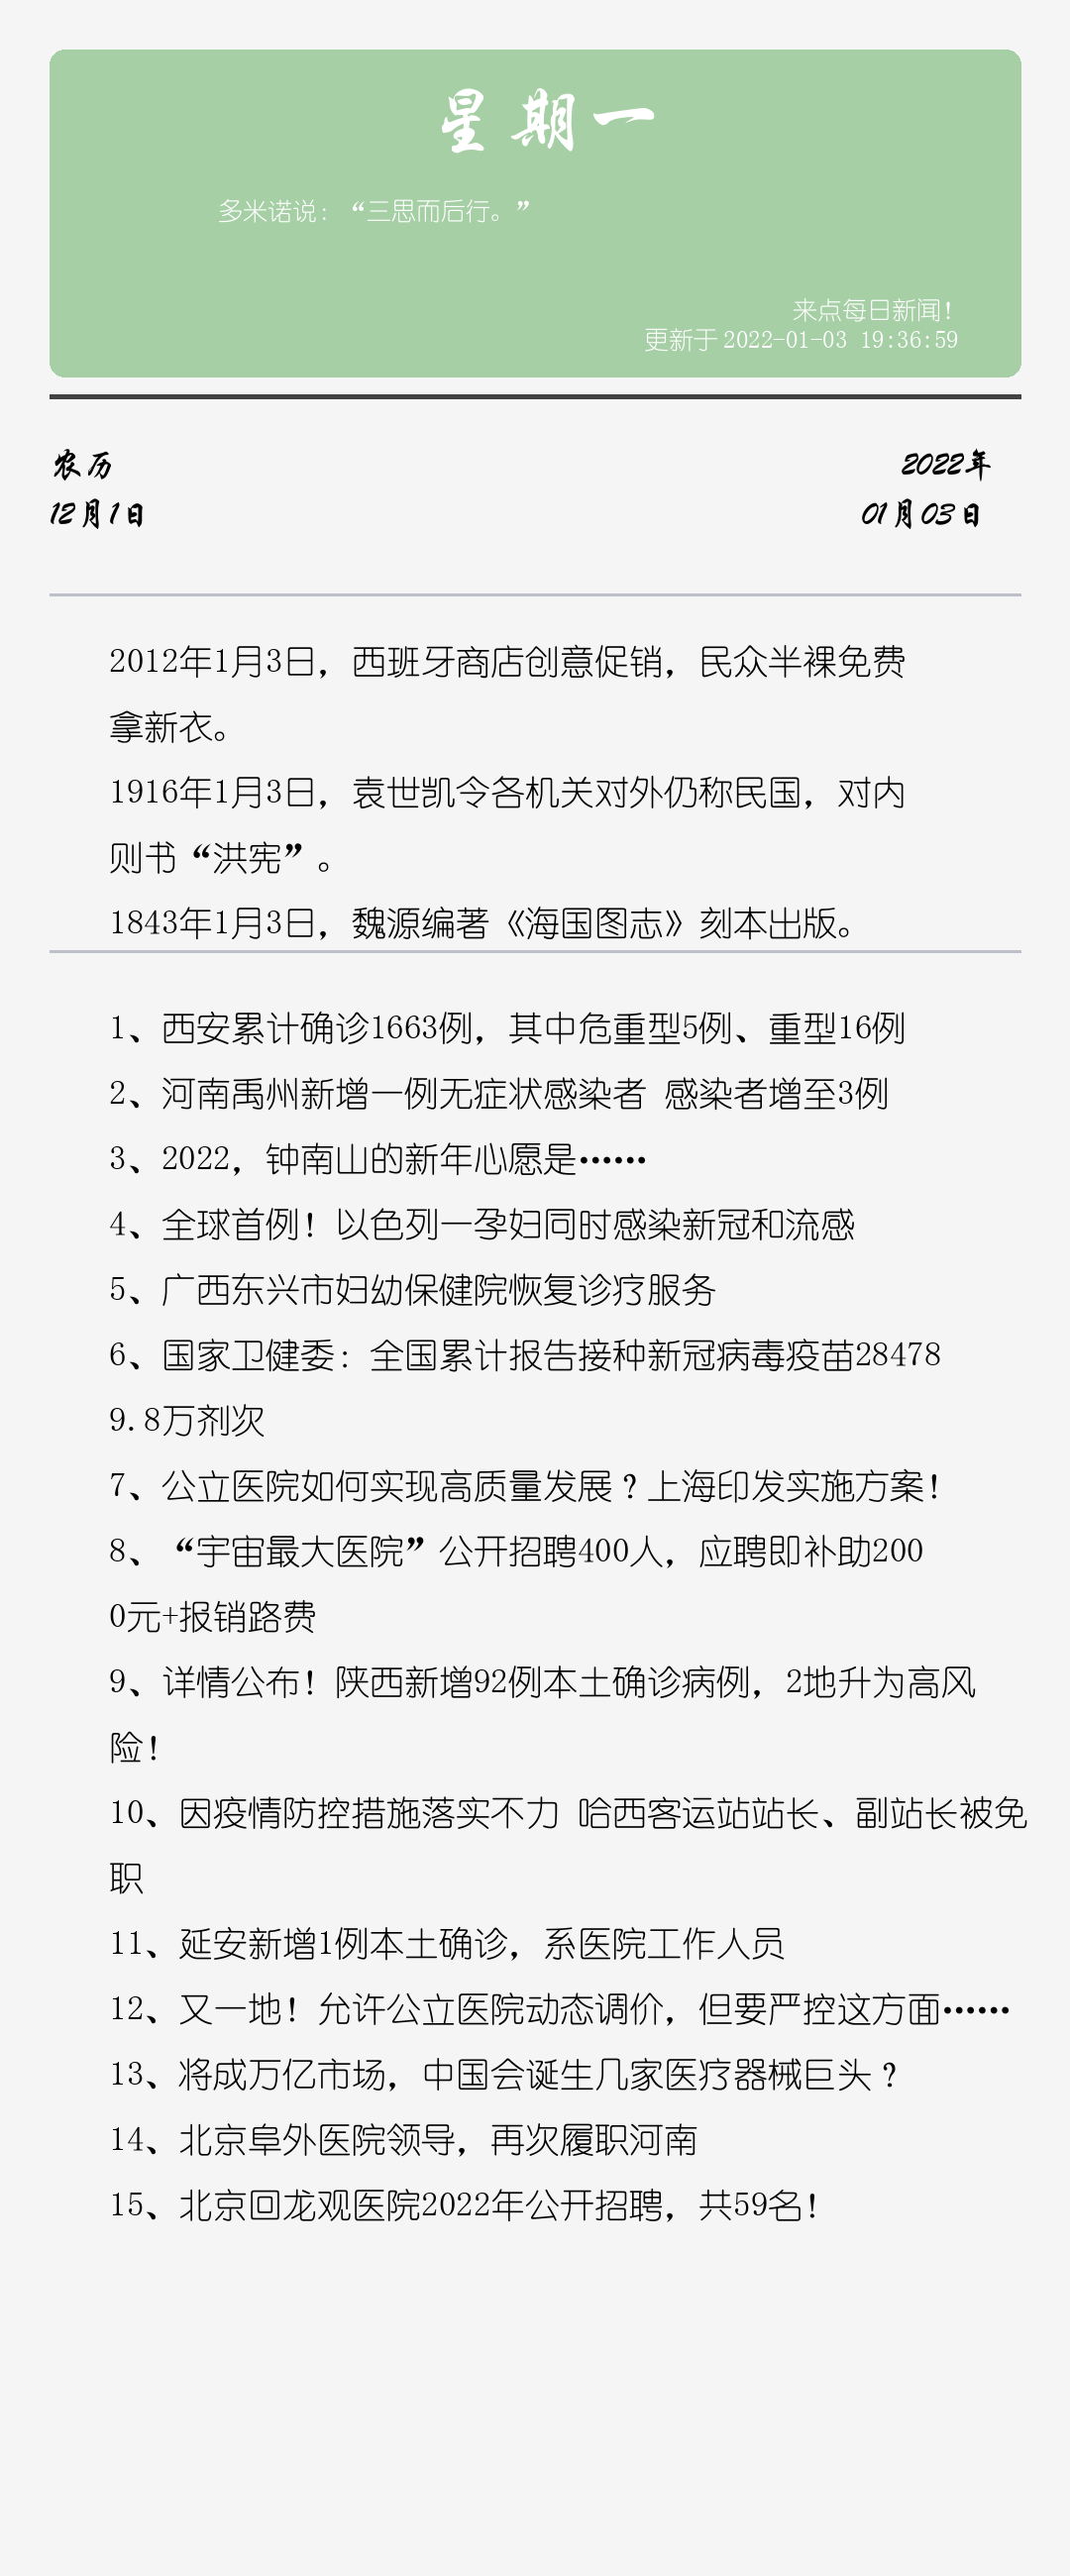 星期一
多米诺说：“三思而后行。”
来点每日新闻！
更新于 2022-01-03 19:36:59
农历
2022年
12月1日
01月03日
2012年1月3日，西班牙商店创意促销，民众半裸免费
拿新衣。
1916年1月3日，袁世凯令各机关对外仍称民国，对内
则书“洪宪”。
1843年1月3日，魏源编著《海国图志》刻本出版。
1、西安累计确诊1663例，其中危重型5例、重型16例
2、河南禹州新增一例无症状感染者 感染者增至3例
3、2022，钟南山的新年心愿是……
4、全球首例！以色列一孕妇同时感染新冠和流感
5、广西东兴市妇幼保健院恢复诊疗服务
6、国家卫健委：全国累计报告接种新冠病毒疫苗28478
9.8万剂次
7、公立医院如何实现高质量发展？上海印发实施方案！
8、“宇宙最大医院”公开招聘400人，应聘即补助200
0元+报销路费
9、详情公布！陕西新增92例本土确诊病例，2地升为高风
险！
10、因疫情防控措施落实不力 哈西客运站站长、副站长被免
职
11、延安新增1例本土确诊，系医院工作人员
12、又一地！允许公立医院动态调价，但要严控这方面……
13、将成万亿市场，中国会诞生几家医疗器械巨头？
14、北京阜外医院领导，再次履职河南
15、北京回龙观医院2022年公开招聘，共59名！